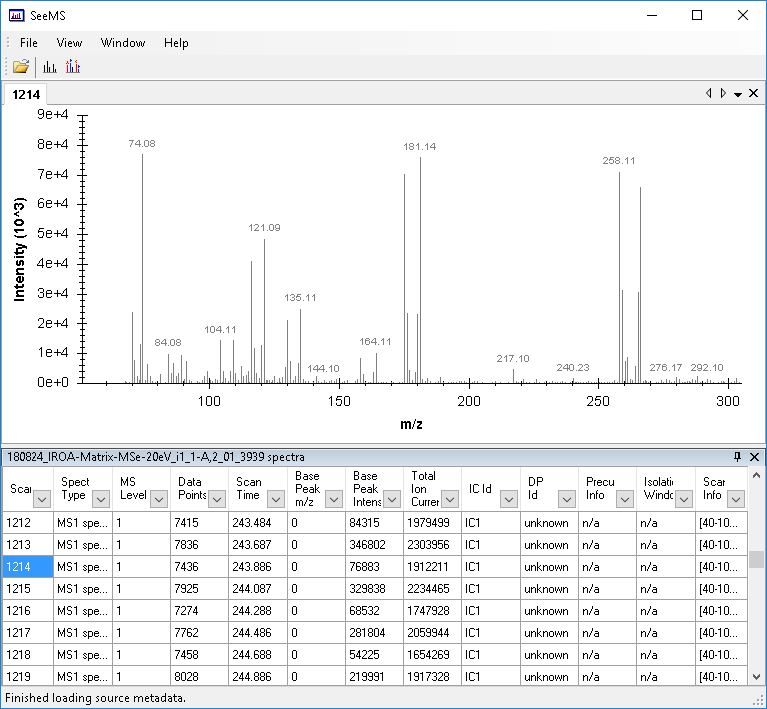 SeeMS
File View Window Help
1214
9e+4
8e+4
7e+4
6e+4
5e+4
4e+4
3e+4
2e+4
1e+4
0e+0
Intensity (10^3)
74.08
181.14
258.11
121.09
135.11
104.11
84.08
164.11
144.10
217.10
240.23
276.17
292.10
100 150 200 250 300
m/z
180824_IROA-Matrix-MSe-20eV_i1_1-A,2_01_3939 spectra
Scar Spect Type MS Level Data Points Scan Time Base Peak m/z Base Peak Intens Total Ion Currer IC Id DP Id Precu Info Isolati Windc Scar Info
1212 MS1 spe... 1 7415 243.484 0 84315 1979499 IC1 unknown n/a n/a [40-10...
1213 MS1 spe... 1 7836 243.687 0 346802 2303956 IC1 unknown n/a n/a [40-10...
1214 MS1 spe... 1 7436 243.886 0 76883 1912211 IC1 unknown n/a n/a [40-10...
1215 MS1 spe... 1 7925 244.087 0 329838 2234465 IC1 unknown n/a n/a [40-10...
1216 MS1 spe... 1 7274 244.288 0 68532 1747928 IC1 unknown n/a n/a [40-10...
1217 MS1 spe... 1 7762 244.486 0 281804 2059944 IC1 unknown n/a n/a [40-10...
1218 MS1 spe... 1 7458 244.688 0 54225 1654269 IC1 unknown n/a n/a [40-10...
1219 MS1 spe... 1 8028 244.886 0 219991 1917328 IC1 unknown n/a n/a [40-10...
Finished loading source metadata.